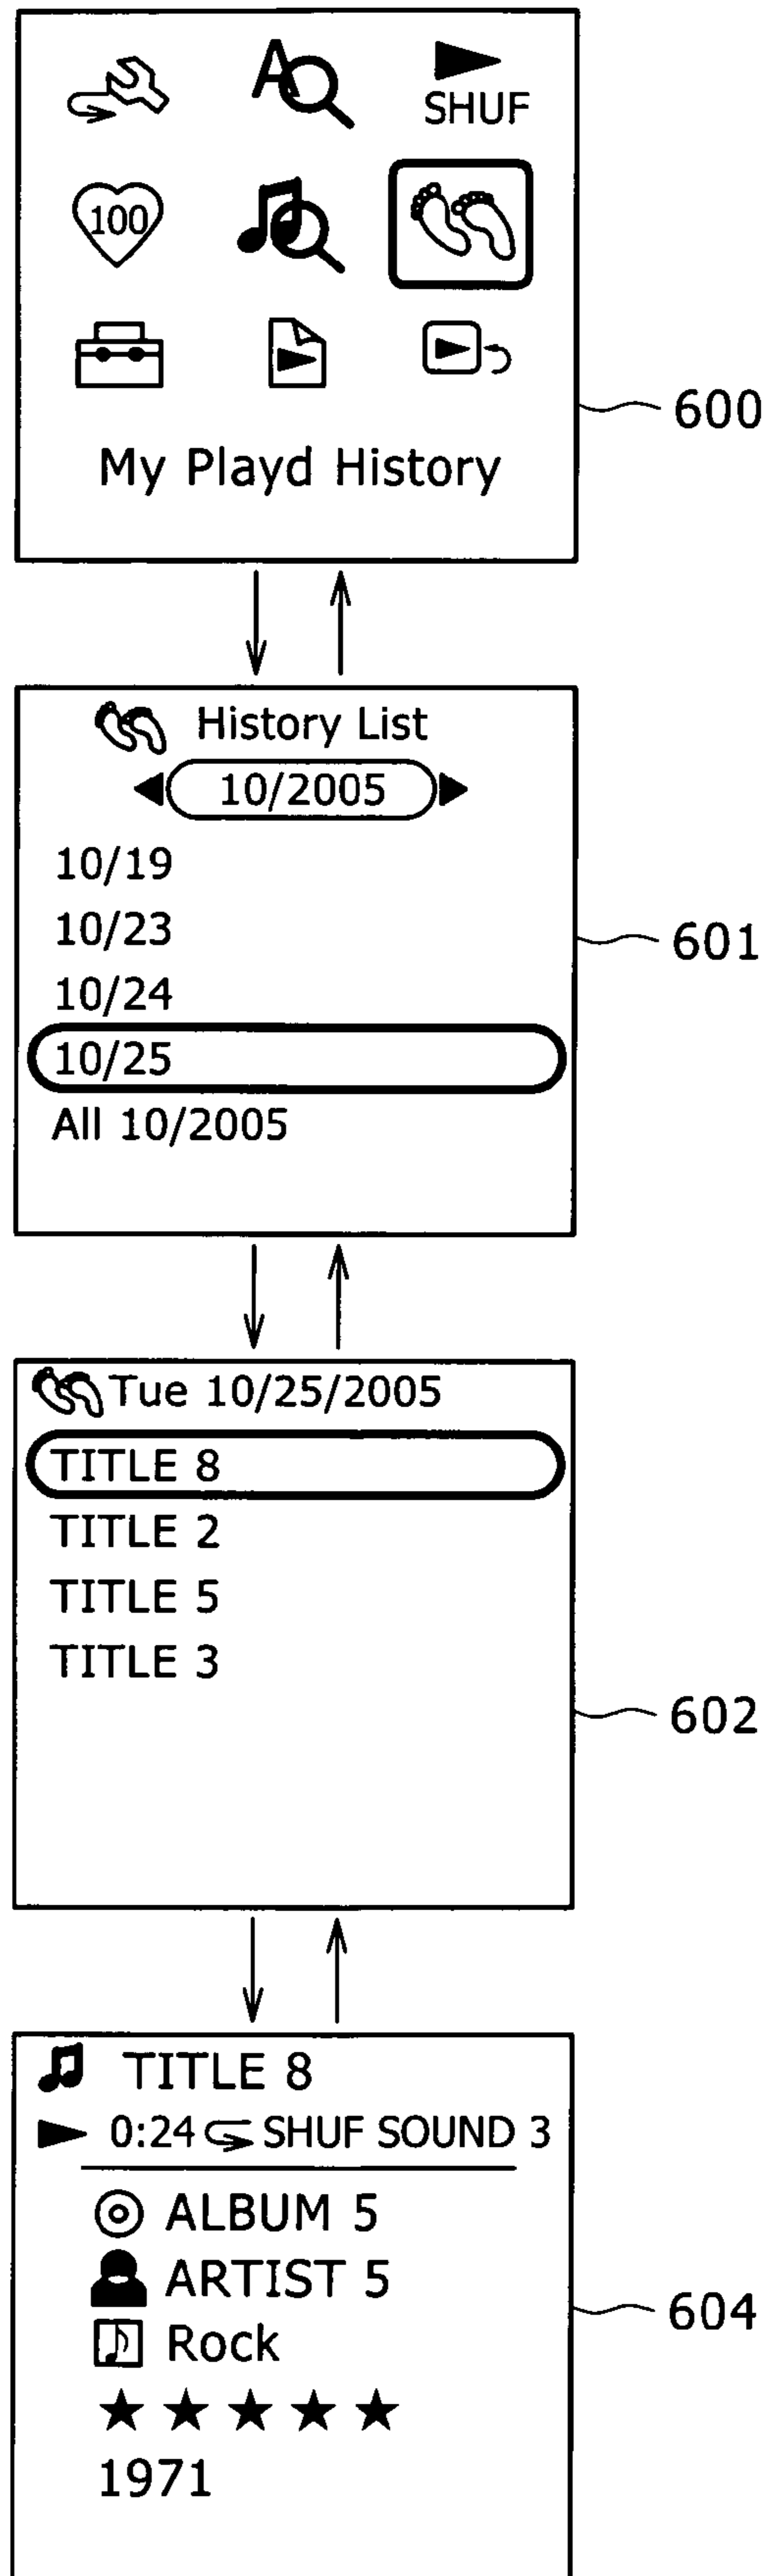 A
SHUF
100
My Playd History
600
History List
10/2005
10/19
10/23
10/24
10/25
All 10/2005
601
Tue 10/25/2005
TITLE 8
TITLE 2
TITLE 5
TITLE 3
602
TITLE 8
0:24 SHUF SOUND 3
ALBUM 5
ARTIST 5
Rock
★ ★ ★ ★ ★
1971
604